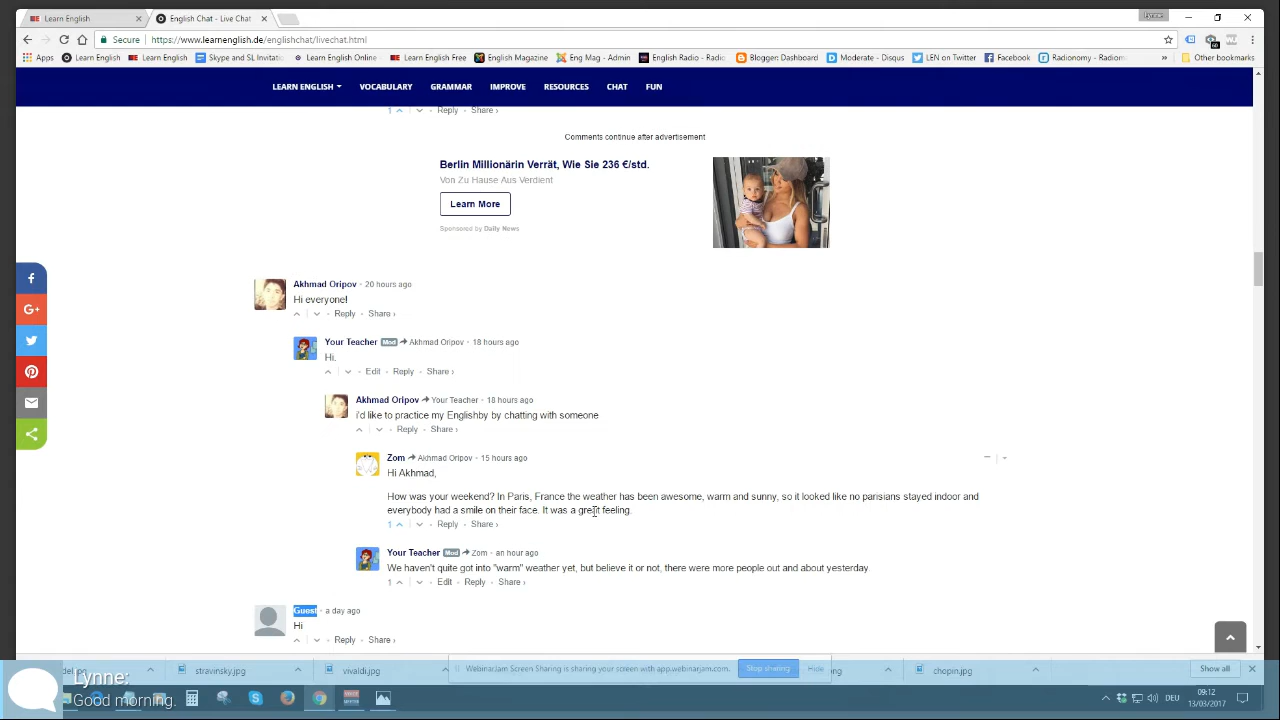 Learn English
English Chat - Live Chat
Lynne
Secure
https://www.learnenglish.de/englishchat/livechat.html
Apps
Learn English
Learn English
Skype and SL Invitatio
Learn English Online
Learn English Free
English Magazine
Eng Mag - Admin
English Radio - Radio
Blogger: Dashboard
Moderate - Disqus
LEN on Twitter
Facebook
Radionomy - Radiom
» Other bookmarks
LEARN ENGLISH
VOCABULARY
GRAMMAR
IMPROVE
RESOURCES
CHAT
FUN
1 Reply Share ›
Comments continue after advertisement
Berlin Millionärin Verrät, Wie Sie 236 €/std.
Von Zu Hause Aus Verdient
Learn More
Sponsored by Daily News
Akhmad Oripov • 20 hours ago
Hi everyone!
Reply Share ›
Your Teacher Mod Akhmad Oripov • 18 hours ago
Hi.
Edit Reply Share ›
Akhmad Oripov Your Teacher • 18 hours ago
i'd like to practice my Englishby by chatting with someone
Reply Share ›
Zom Akhmad Oripov • 15 hours ago
Hi Akhmad,
How was your weekend? In Paris, France the weather has been awesome, warm and sunny, so it looked like no parisians stayed indoor and
everybody had a smile on their face. It was a great feeling.
1 Reply Share ›
Your Teacher Mod Zom • an hour ago
We haven't quite got into "warm" weather yet, but believe it or not, there were more people out and about yesterday.
1 Edit Reply Share ›
Guest • a day ago
Hi
Reply Share ›
stravinsky.jpg
vivaldi.jpg
WebinarJam Screen Sharing is sharing your screen with app.webinarjam.com.
Stop sharing
Hide
chopin.jpg
Show all
Lynne:
Good morning.
DEU
09:12
13/03/2017